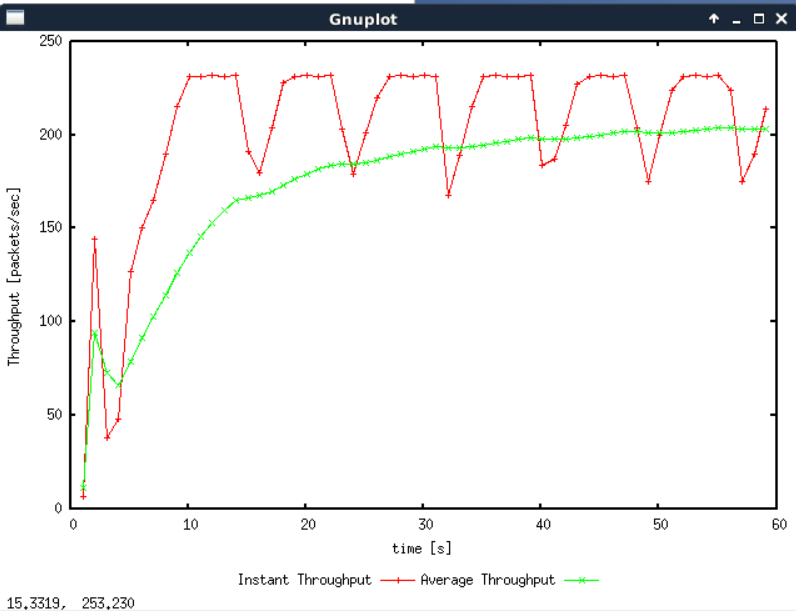 Gnuplot
250
200
150
100
50
0
Throughput [packets/sec]
0 10 20 30 40 50 60
time [s]
Instant Throughput Average Throughput
15,3319, 253,230